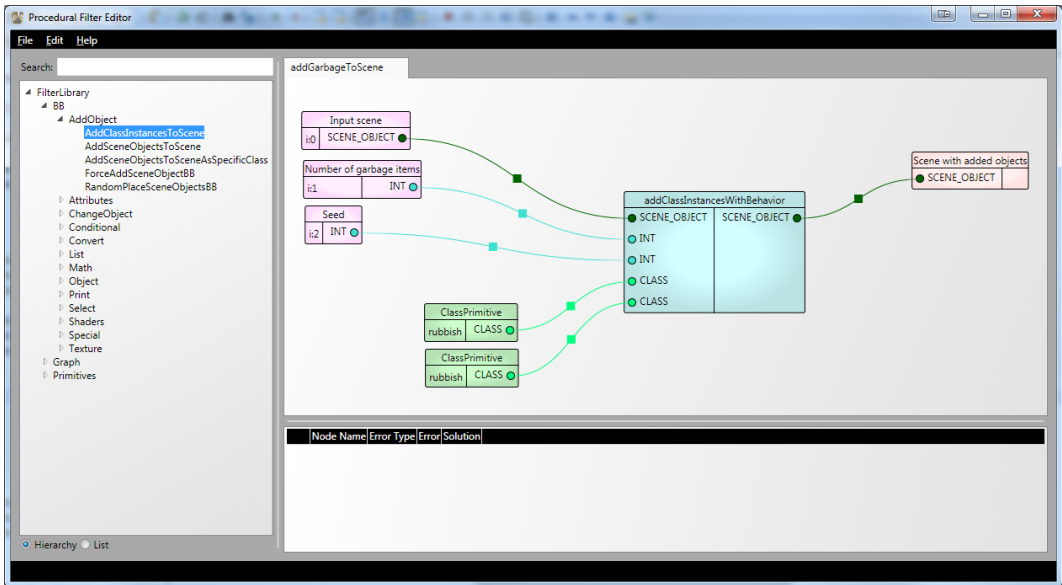 Procedural Filter Editor
File Edit Help
Search:
FilterLibrary
BB
AddObject
AddClassInstancesToScene
AddSceneObjectsToScene
AddSceneObjectsToSceneAsSpecificClass
ForceAddSceneObjectBB
RandomPlaceSceneObjectsBB
Attributes
ChangeObject
Conditional
Convert
List
Math
Object
Print
Select
Shaders
Special
Texture
Graph
Primitives
Hierarchy List
addGarbageToScene
Input scene
i:0 SCENE_OBJECT
Number of garbage items
i:1 INT
Seed
i:2 INT
ClassPrimitive
rubbish CLASS
ClassPrimitive
rubbish CLASS
addClassInstancesWithBehavior
SCENE_OBJECT SCENE_OBJECT
INT
INT
CLASS
CLASS
Scene with added objects
SCENE_OBJECT
Node Name Error Type Error Solution